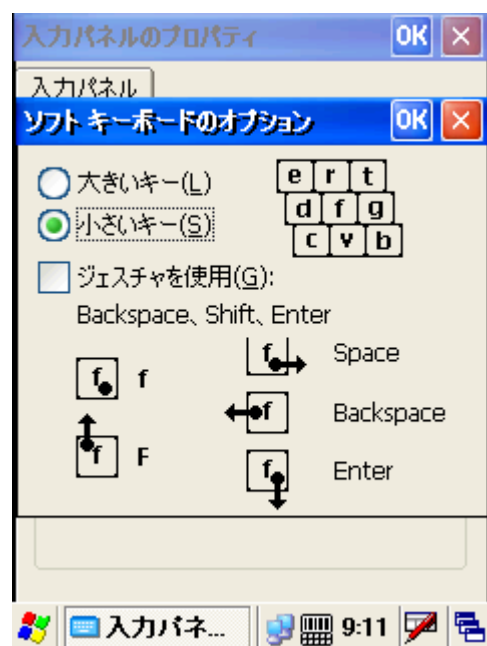 入力パネルのプロパティ OK
入力パネル
ソフト キーボードのオプション OK
大きいキー(L)
小さいキー(S)
e r t
d f g
c v b
ジェスチャを使用(G):
Backspace、Shift、Enter
f f
f F
f Space
f Backspace
f Enter
入力パネ... 9:11